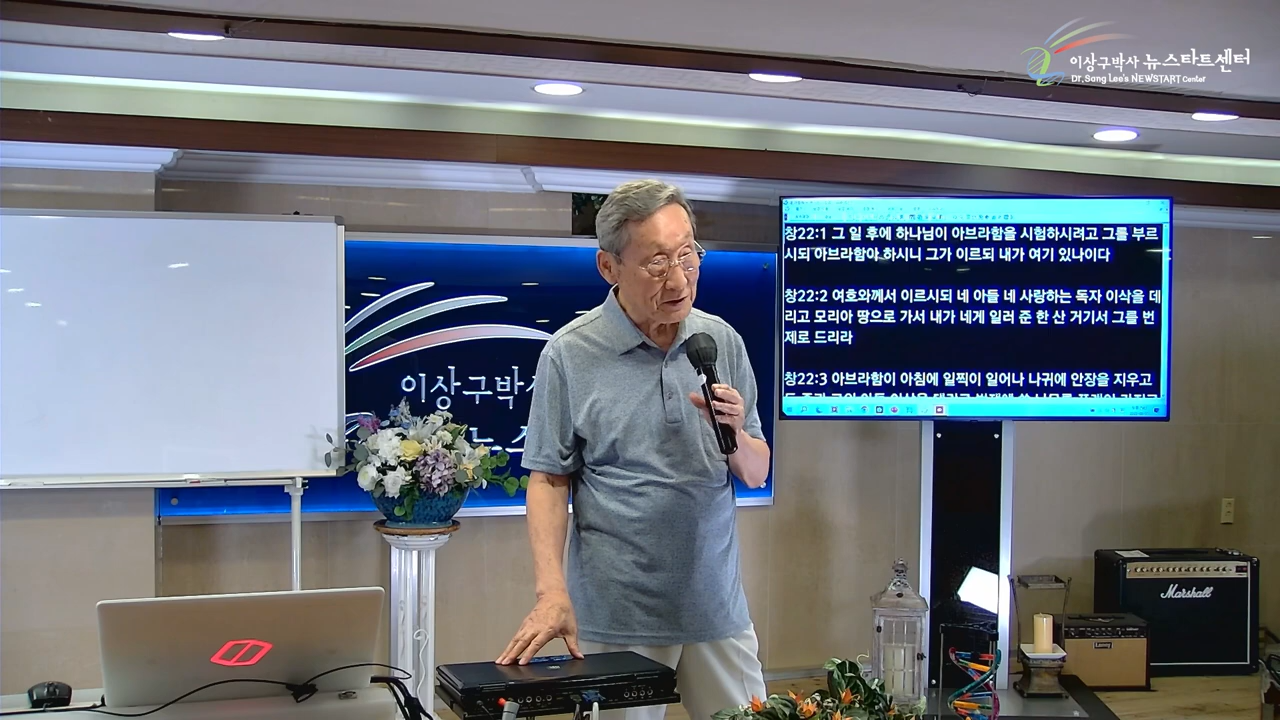 이상구박사 뉴스타트센터
Dr. Sang Lee's NEWSTART Center
창22:1 그 일 후에 하나님이 아브라함을 시험하시려고 그를 부르
시되 아브라함아 하시니 그가 이르되 내가 여기 있나이다
창22:2 여호와께서 이르시되 네 아들 네 사랑하는 독자 이삭을 데
리고 모리아 땅으로 가서 내가 네게 일러 준 한 산 거기서 그를 번
제로 드리라
창22:3 아브라함이 아침에 일찍이 일어나 나귀에 안장을 지우고
이상구박사
뉴스
Marshall
Laney